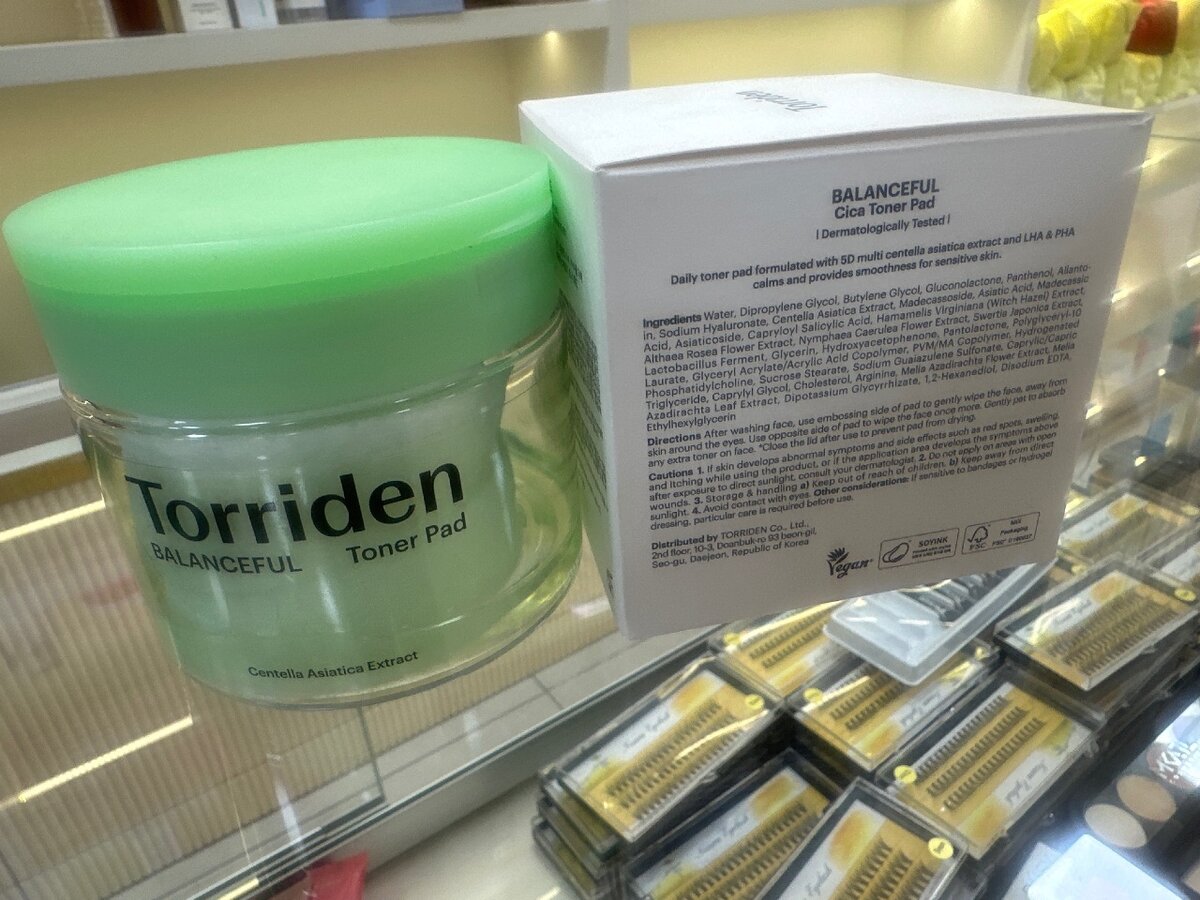 Torriden
BALANCEFUL Toner Pad
Centella Asiatica Extract
Torriden
BALANCEFUL
Cica Toner Pad
| Dermatologically Tested |
Daily toner pad formulated with 5D multi centella asiatica extract and LHA & PHA
calms and provides smoothness for sensitive skin.
Ingredients Water, Dipropylene Glycol, Butylene Glycol, Gluconolactone, Panthenol, Allanto-
in, Sodium Hyaluronate, Centella Asiatica Extract, Madecassoside, Asiatic Acid, Madecassic
Acid, Asiaticoside, Capryloyl Salicylic Acid, Hamamelis Virginiana (Witch Hazel) Extract,
Althaea Rosea Flower Extract, Nymphaea Caerulea Flower Extract, Swertia Japonica Extract,
Lactobacillus Ferment, Glycerin, Hydroxyacetophenone, Pantolactone, Polyglyceryl-10
Laurate, Glyceryl Acrylate/Acrylic Acid Copolymer, PVM/MA Copolymer, Hydrogenated
Phosphatidylcholine, Sucrose Stearate, Sodium Guaiazulene Sulfonate, Caprylic/Capric
Triglyceride, Caprylyl Glycol, Cholesterol, Arginine, Melia Azadirachta Flower Extract, Melia
Azadirachta Leaf Extract, Dipotassium Glycyrrhizate, 1,2-Hexanediol, Disodium EDTA,
Ethylhexylglycerin
Directions After washing face, use embossing side of pad to gently wipe the face, away from
skin around the eyes. Use opposite side of pad to wipe the face once more. Gently pat to absorb
any extra toner on face. *Close the lid after use to prevent pad from drying.
Cautions 1. If skin develops abnormal symptoms and side effects such as red spots, swelling,
and itching while using the product, or if the application area develops the symptoms above
after exposure to direct sunlight, consult your dermatologist. 2. Do not apply on areas with open
wounds. 3. Storage & handling a) Keep out of reach of children. b) Keep away from direct
sunlight. 4. Avoid contact with eyes. Other considerations: if sensitive to bandages or hydrogel
dressing, particular care is required before use.
Distributed by TORRIDEN Co., Ltd.,
2nd floor, 10-3, Doanbuk-ro 93 beon-gil,
Seo-gu, Daejeon, Republic of Korea
Vegan
SOYINK
FSC
MIX
Packaging